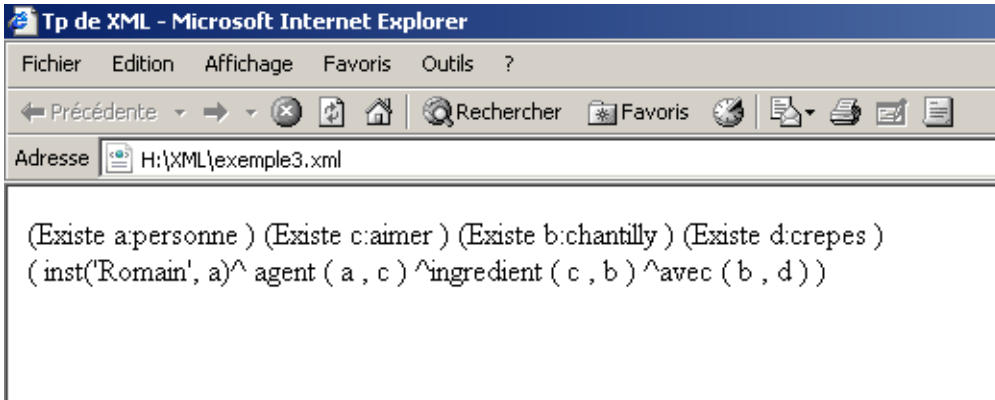 Tp de XML - Microsoft Internet Explorer
Fichier Edition Affichage Favoris Outils ?
Précédente Rechercher Favoris
Adresse H:\XML\exemple3.xml
(Existe a:personne ) (Existe c:aimer ) (Existe b:chantilly ) (Existe d:crepes )
( inst('Romain', a)^ agent ( a , c ) ^ingredient ( c , b ) ^avec ( b , d ) )